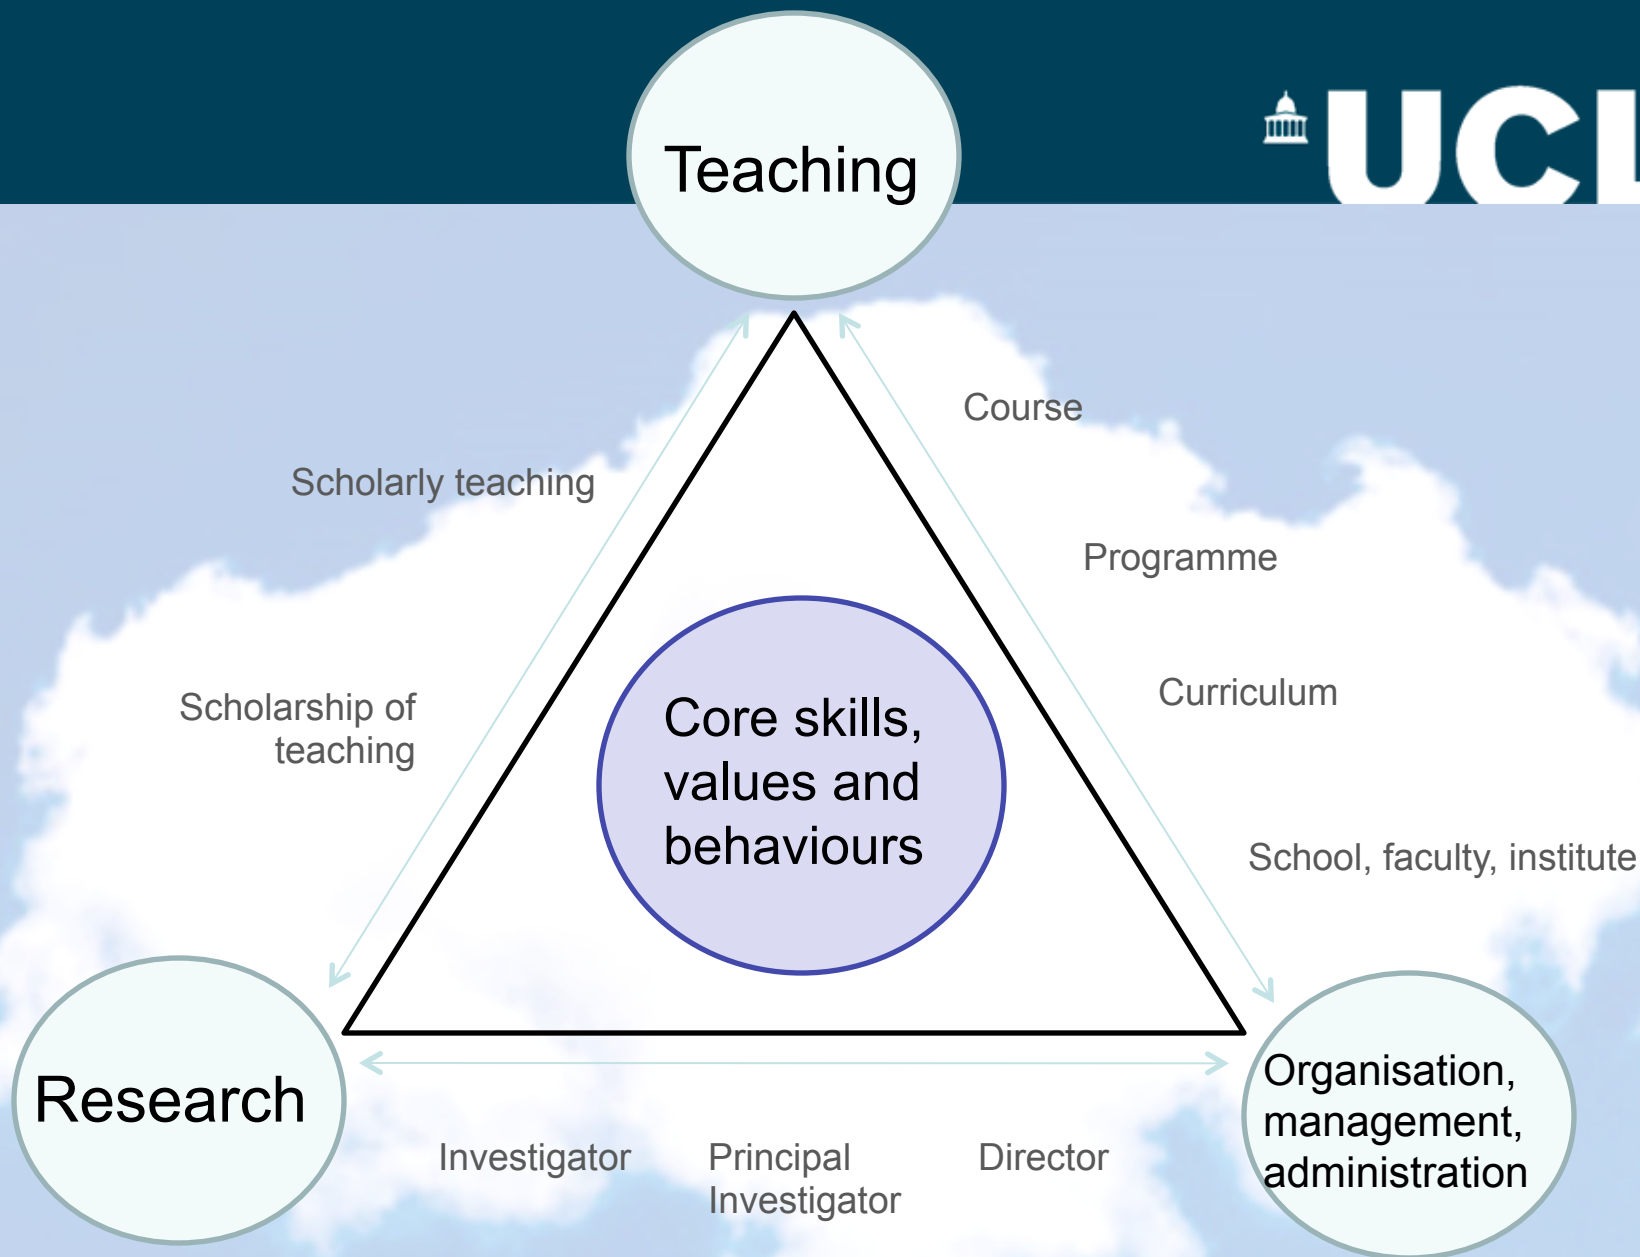 Teaching
UCL
Course
Scholarly teaching
Programme
Scholarship of
teaching
Curriculum
Core skills,
values and
behaviours
School, faculty, institute
Research
Organisation,
management,
administration
Investigator
Principal
Investigator
Director